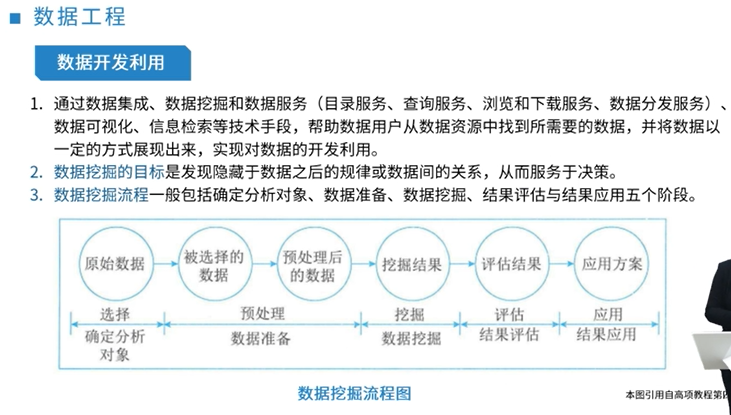 数据工程
数据开发利用
1. 通过数据集成、数据挖掘和数据服务（目录服务、查询服务、浏览和下载服务、数据分发服务）、
数据可视化、信息检索等技术手段，帮助数据用户从数据资源中找到所需要的数据，并将数据以
一定的方式展现出来，实现对数据的开发利用。
2. 数据挖掘的目标是发现隐藏于数据之后的规律或数据间的关系，从而服务于决策。
3. 数据挖掘流程一般包括确定分析对象、数据准备、数据挖掘、结果评估与结果应用五个阶段。
原始数据
被选择的
数据
预处理后
的数据
挖掘结果
评估结果
应用方案
选择
预处理
挖掘
评估
应用
确定分析
对象
数据准备
数据挖掘
结果评估
结果应用
数据挖掘流程图
本图引用自高项教程第